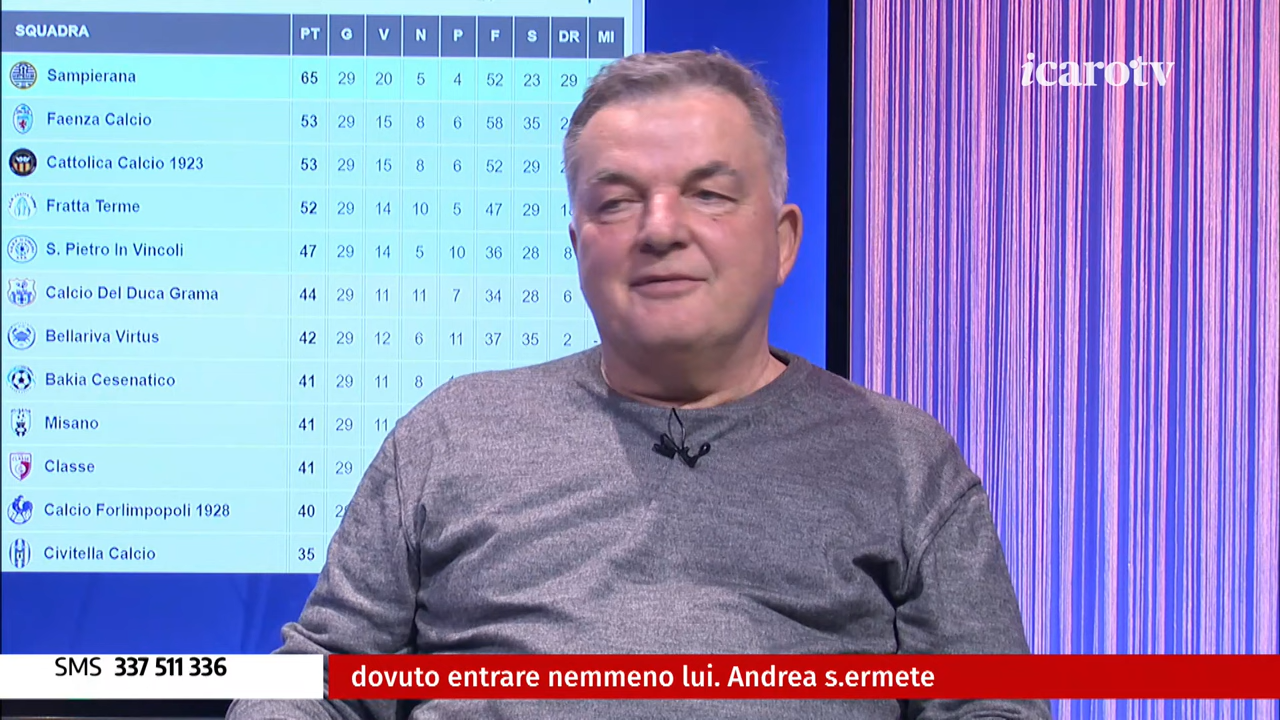 SQUADRA PT G V N P F S DR MI
Sampierana 65 29 20 5 4 52 23 29
Faenza Calcio 53 29 15 8 6 58 35
Cattolica Calcio 1923 53 29 15 8 6 52 29
Fratta Terme 52 29 14 10 5 47 29
S. Pietro In Vincoli 47 29 14 5 10 36 28 8
Calcio Del Duca Grama 44 29 11 11 7 34 28 6
Bellariva Virtus 42 29 12 6 11 37 35 2
Bakia Cesenatico 41 29 11 8
Misano 41 29 11
Classe 41 29
Calcio Forlimpopoli 1928 40
Civitella Calcio 35
icarotv
SMS 337 511 336
dovuto entrare nemmeno lui. Andrea s.ermete